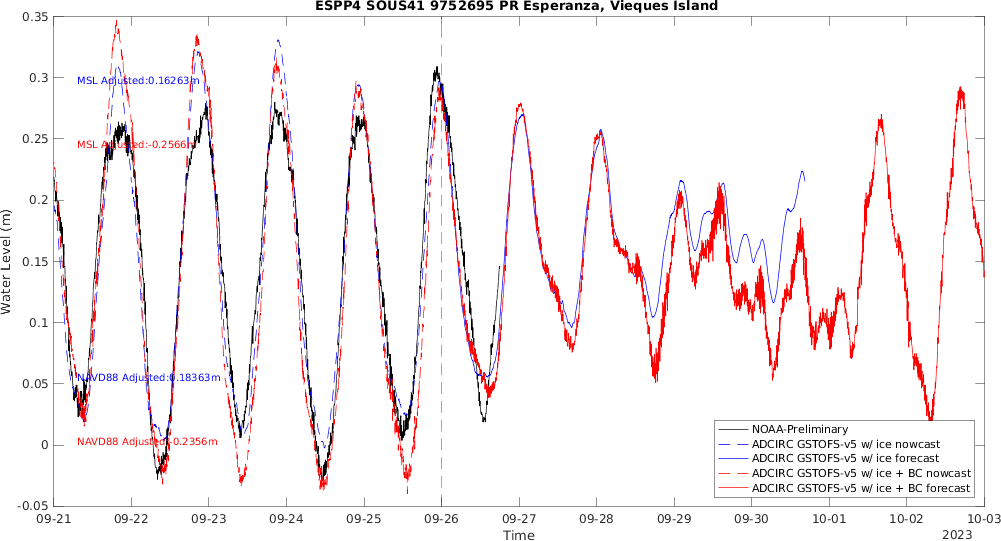 ESPP4 SOUS41 9752695 PR Esperanza, Vieques Island
0.35
0.3
0.25
0.2
0.15
0.1
0.05
0
-0.05
Water Level (m)
MSL Adjusted:0.16263m
MSL Adjusted:-0.2566m
NAVD88 Adjusted:0.18363m
NAVD88 Adjusted:-0.2356m
NOAA-Preliminary
ADCIRC GSTOFS-v5 w/ ice nowcast
ADCIRC GSTOFS-v5 w/ ice forecast
ADCIRC GSTOFS-v5 w/ ice + BC nowcast
ADCIRC GSTOFS-v5 w/ ice + BC forecast
09-21 09-22 09-23 09-24 09-25 09-26 09-27 09-28 09-29 09-30 10-01 10-02 10-03
Time
2023